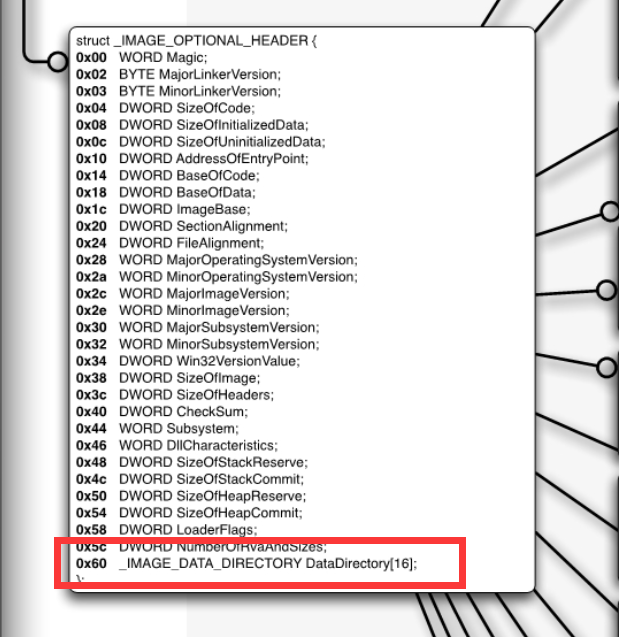 struct _IMAGE_OPTIONAL_HEADER {
0x00 WORD Magic;
0x02 BYTE MajorLinkerVersion;
0x03 BYTE MinorLinkerVersion;
0x04 DWORD SizeOfCode;
0x08 DWORD SizeOfInitializedData;
0x0c DWORD SizeOfUninitializedData;
0x10 DWORD AddressOfEntryPoint;
0x14 DWORD BaseOfCode;
0x18 DWORD BaseOfData;
0x1c DWORD ImageBase;
0x20 DWORD SectionAlignment;
0x24 DWORD FileAlignment;
0x28 WORD MajorOperatingSystemVersion;
0x2a WORD MinorOperatingSystemVersion;
0x2c WORD MajorImageVersion;
0x2e WORD MinorImageVersion;
0x30 WORD MajorSubsystemVersion;
0x32 WORD MinorSubsystemVersion;
0x34 DWORD Win32VersionValue;
0x38 DWORD SizeOfImage;
0x3c DWORD SizeOfHeaders;
0x40 DWORD CheckSum;
0x44 WORD Subsystem;
0x46 WORD DllCharacteristics;
0x48 DWORD SizeOfStackReserve;
0x4c DWORD SizeOfStackCommit;
0x50 DWORD SizeOfHeapReserve;
0x54 DWORD SizeOfHeapCommit;
0x58 DWORD LoaderFlags;
0x5c DWORD NumberOfRvaAndSizes;
0x60 _IMAGE_DATA_DIRECTORY DataDirectory[16];
};